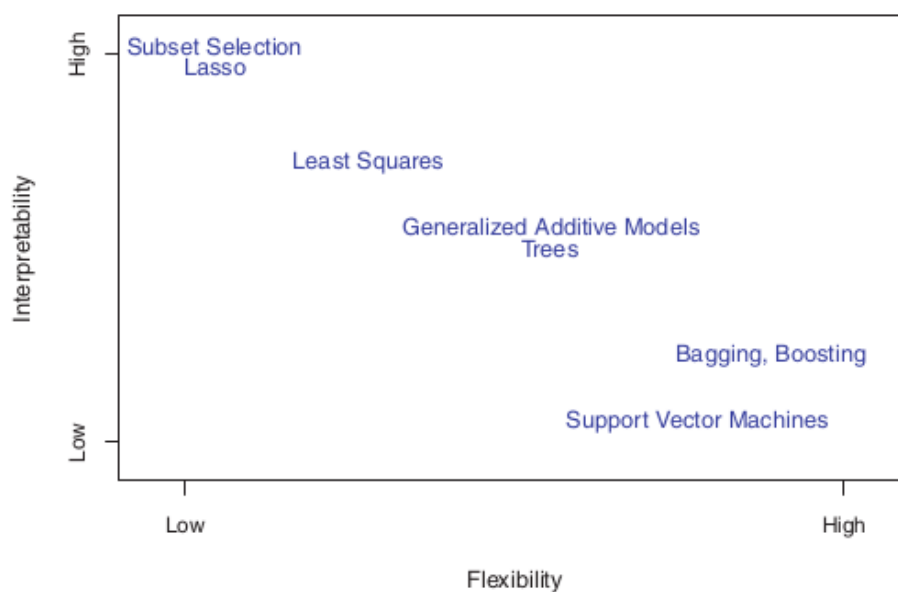 High
Subset Selection
Lasso
Least Squares
Interpretability
Generalized Additive Models
Trees
Bagging, Boosting
Support Vector Machines
Low
Low
High
Flexibility